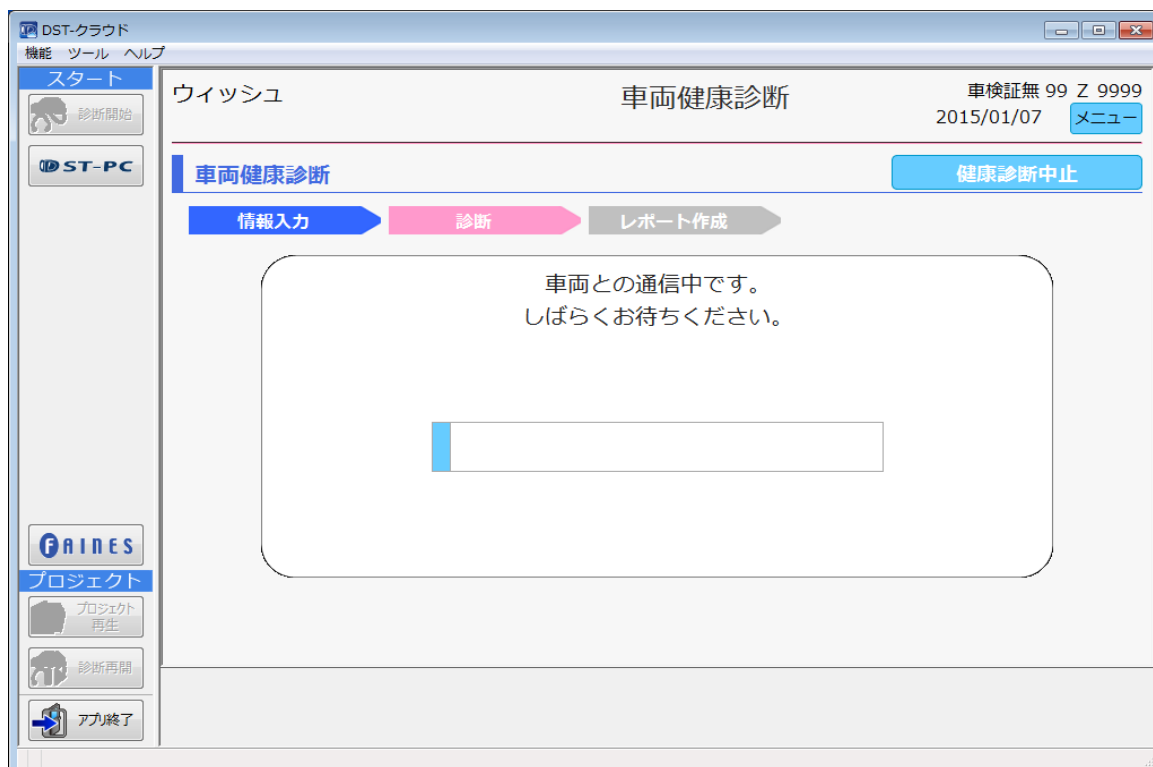 DST-クラウド
機能 ツール ヘルプ
スタート
診断開始
DST-PC
FAINES
プロジェクト
プロジェクト
再生
診断再開
アプリ終了
ウィッシュ
車両健康診断
車検証無 99 Z 9999
2015/01/07
メニュー
車両健康診断
健康診断中止
情報入力
診断
レポート作成
車両との通信中です。
しばらくお待ちください。